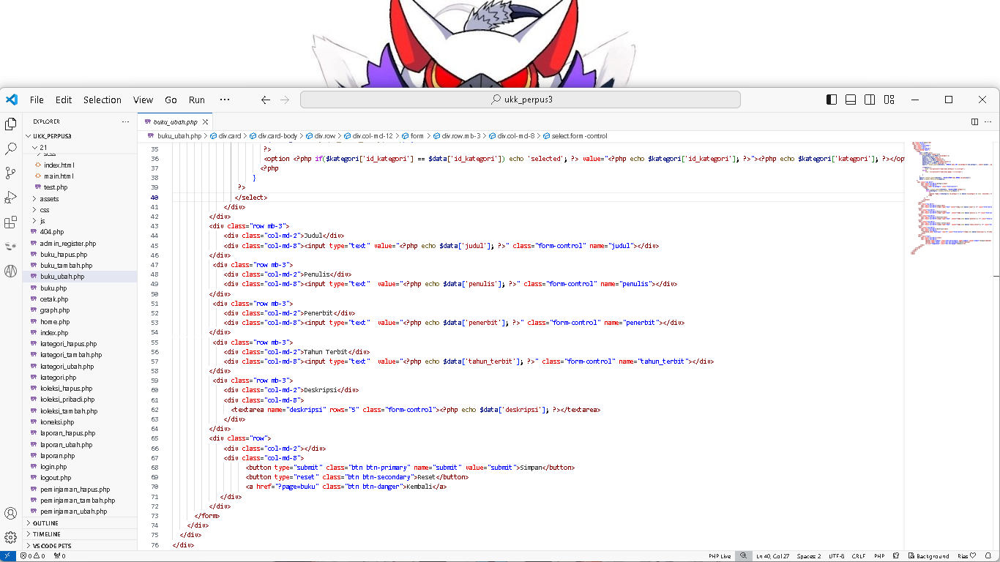 File Edit Selection View Go Run ··· ukk_perpus3
EXPLORER ···
UKK_PERPUS3
21
index.html
main.html
test.php
assets
css
js
404.php
admin_register.php
buku_hapus.php
buku_tambah.php
buku_ubah.php
buku.php
cetak.php
graph.php
home.php
index.php
kategori_hapus.php
kategori_tambah.php
kategori_ubah.php
kategori.php
koleksi_hapus.php
koleksi_pribadi.php
koleksi_tambah.php
koneksi.php
laporan_hapus.php
laporan_ubah.php
laporan.php
login.php
logout.php
peminjaman_hapus.php
peminjaman_tambah.php
peminjaman_ubah.php
OUTLINE
TIMELINE
VS CODE PETS
buku_ubah.php
buku_ubah.php > div.card > div.card-body > div.row > div.col-md-12 > form > div.row.mb-3 > div.col-md-8 > select.form-control
35 ?>
36 <option <?php if($kategori['id_kategori'] == $data['id_kategori']) echo 'selected'; ?> value="<?php echo $kategori['id_kategori']; ?>"><?php echo $kategori['kategori']; ?></op
37 <?php
38 }
39 ?>
40 </select>
41 </div>
42 </div>
43 <div class="row mb-3">
44 <div class="col-md-2">Judul</div>
45 <div class="col-md-8"><input type="text" value="<?php echo $data['judul']; ?>" class="form-control" name="judul"></div>
46 </div>
47 <div class="row mb-3">
48 <div class="col-md-2">Penulis</div>
49 <div class="col-md-8"><input type="text"  value="<?php echo $data['penulis']; ?>" class="form-control" name="penulis"></div>
50 </div>
51 <div class="row mb-3">
52 <div class="col-md-2">Penerbit</div>
53 <div class="col-md-8"><input type="text"  value="<?php echo $data['penerbit']; ?>" class="form-control" name="penerbit"></div>
54 </div>
55 <div class="row mb-3">
56 <div class="col-md-2">Tahun Terbit</div>
57 <div class="col-md-8"><input type="text"  value="<?php echo $data['tahun_terbit']; ?>" class="form-control" name="tahun_terbit"></div>
58 </div>
59 <div class="row mb-3">
60 <div class="col-md-2">Deskripsi</div>
61 <div class="col-md-8">
62 <textarea name="deskripsi" rows="5" class="form-control"><?php echo $data['deskripsi']; ?></textarea>
63 </div>
64 </div>
65 <div class="row">
66 <div class="col-md-2"></div>
67 <div class="col-md-8">
68 <button type="submit" class="btn btn-primary" name="submit" value="submit">Simpan</button>
69 <button type="reset" class="btn btn-secondary">Reset</button>
70 <a href="?page=buku" class="btn btn-danger">Kembali</a>
71 </div>
72 </div>
73 </form>
74 </div>
75 </div>
76 </div>
0 0 0 PHP Live Ln 40, Col 27 Spaces: 2 UTF-8 CRLF PHP Background Rias